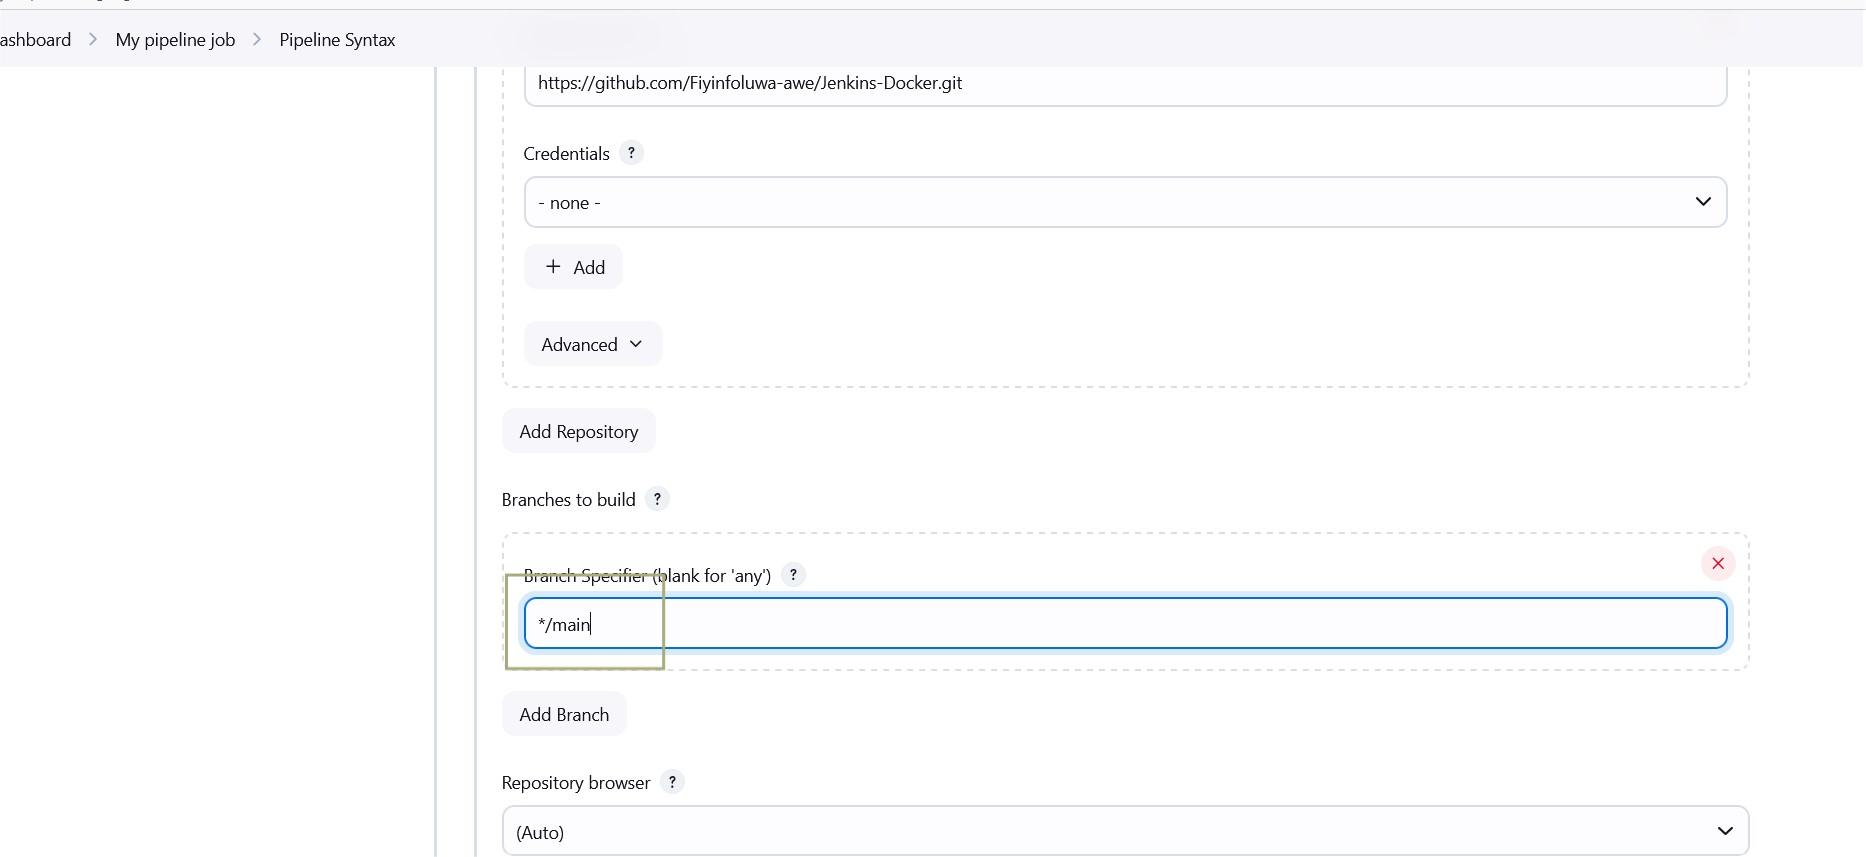 ashboard > My pipeline job > Pipeline Syntax
https://github.com/Fiyinfoluwa-awe/Jenkins-Docker.git
Credentials ?
- none -
+ Add
Advanced
Add Repository
Branches to build ?
Branch Specifier (blank for 'any') ?
*/main
Add Branch
Repository browser ?
(Auto)